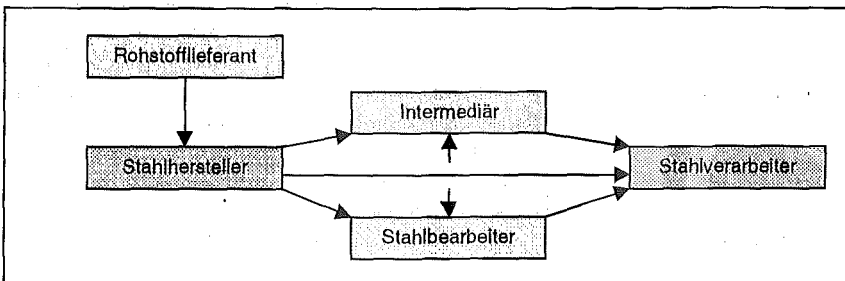 Rohstofflieferant
Intermediär
Stahlhersteller
Stahlverarbeiter
Stahlbearbeiter